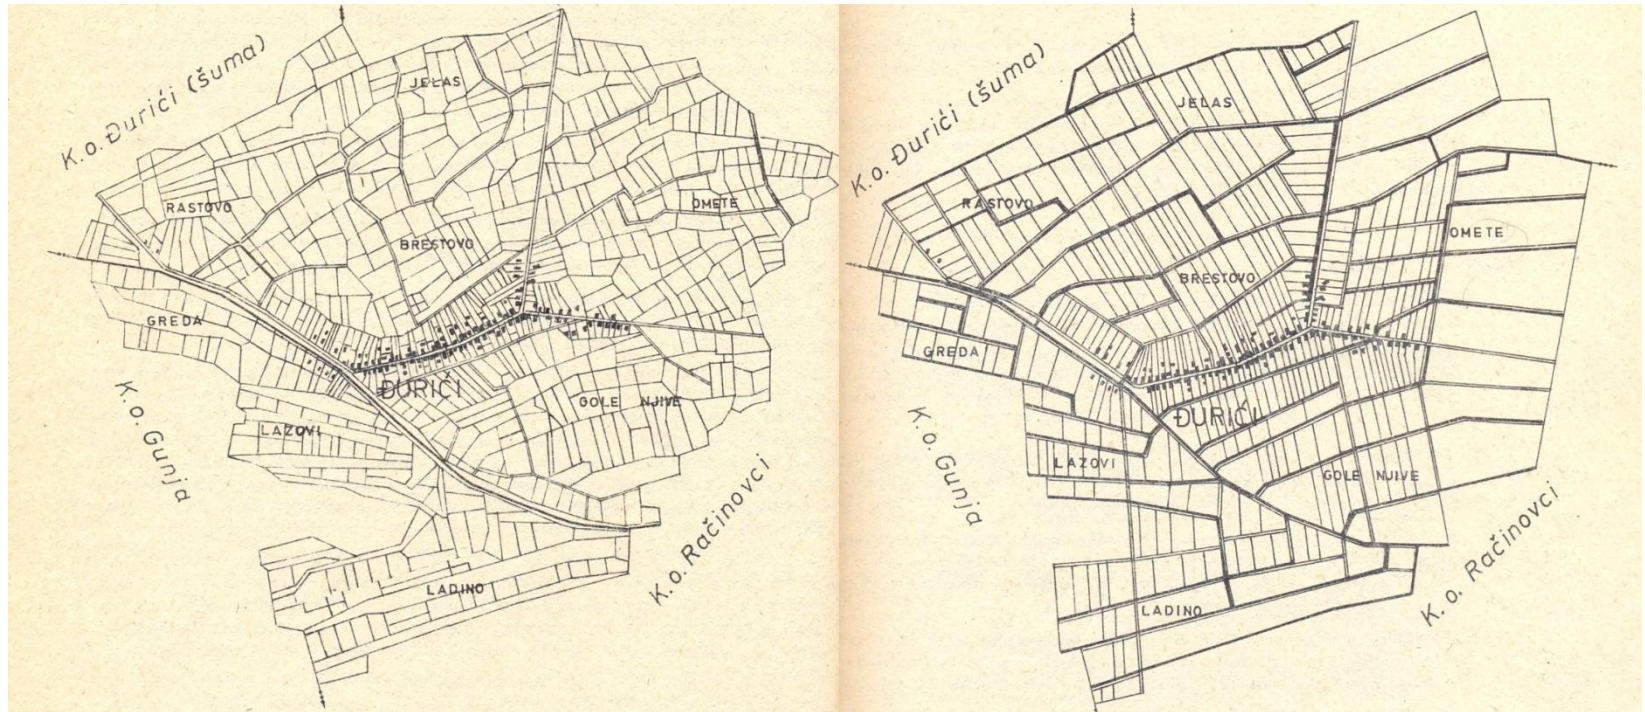 K.o. Đurići (šuma)
JELAS
RASTOVO
OMETE
BRESTOVO
GREDA
ĐURIĆI
GOLE NJIVE
LAZOVI
K.o. Gunja
K.o. Račinovci
LADINO
K.o. Đurići (šuma)
JELAS
RASTOVO
OMETE
BRESTOVO
GREDA
ĐURIĆI
LAZOVI
GOLE NJIVE
K.o. Gunja
K.o. Račinovci
LADINO